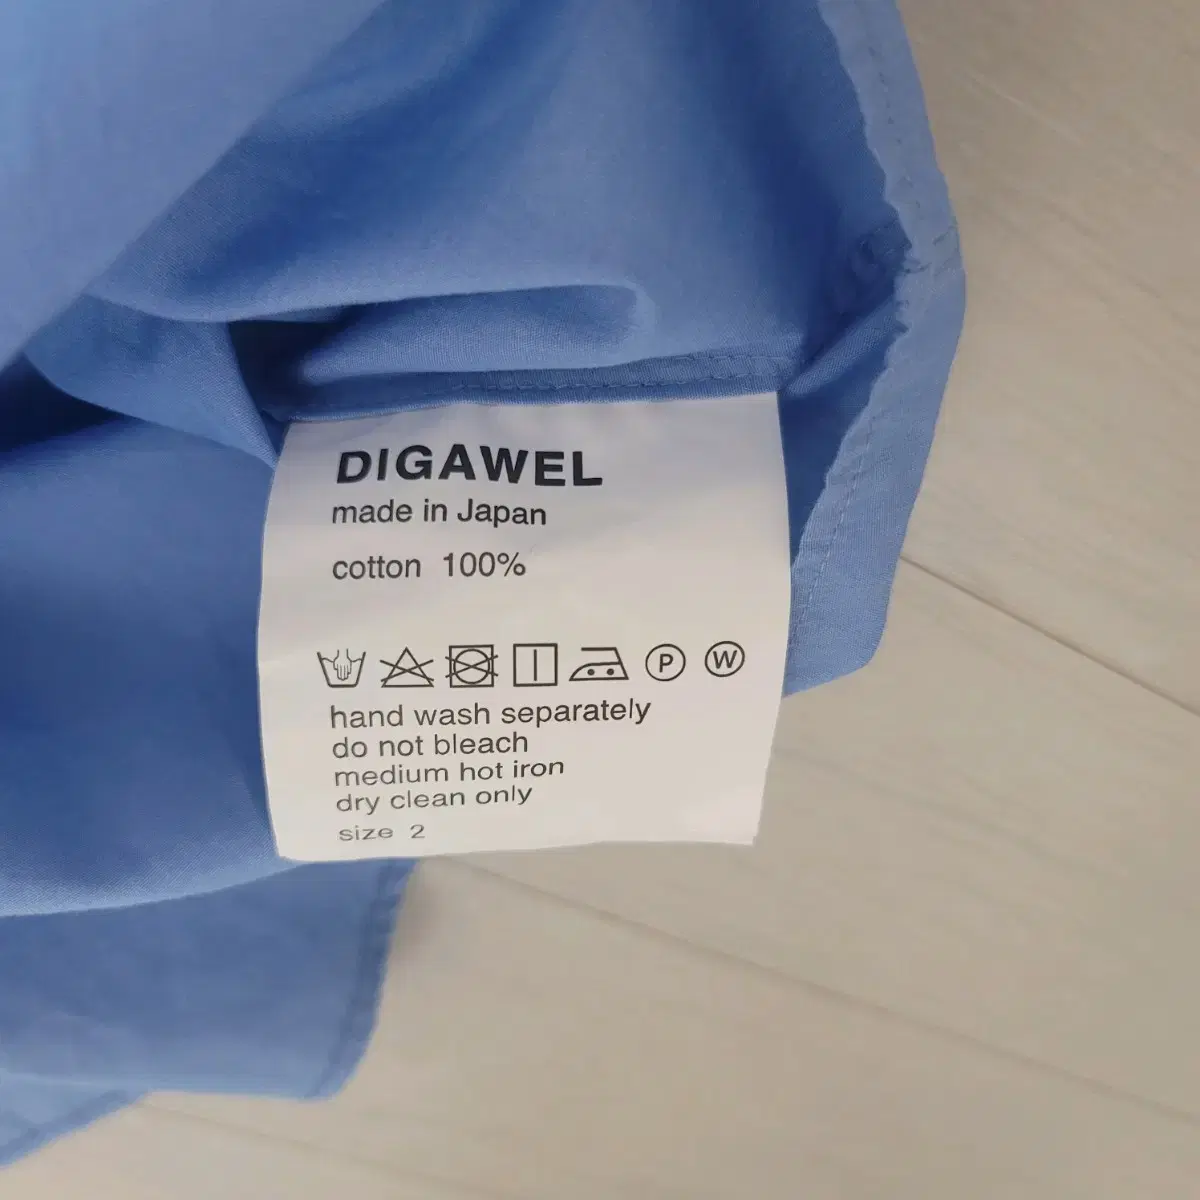 DIGAWEL
made in Japan
cotton 100%
P W
hand wash separately
do not bleach
medium hot iron
dry clean only
size 2